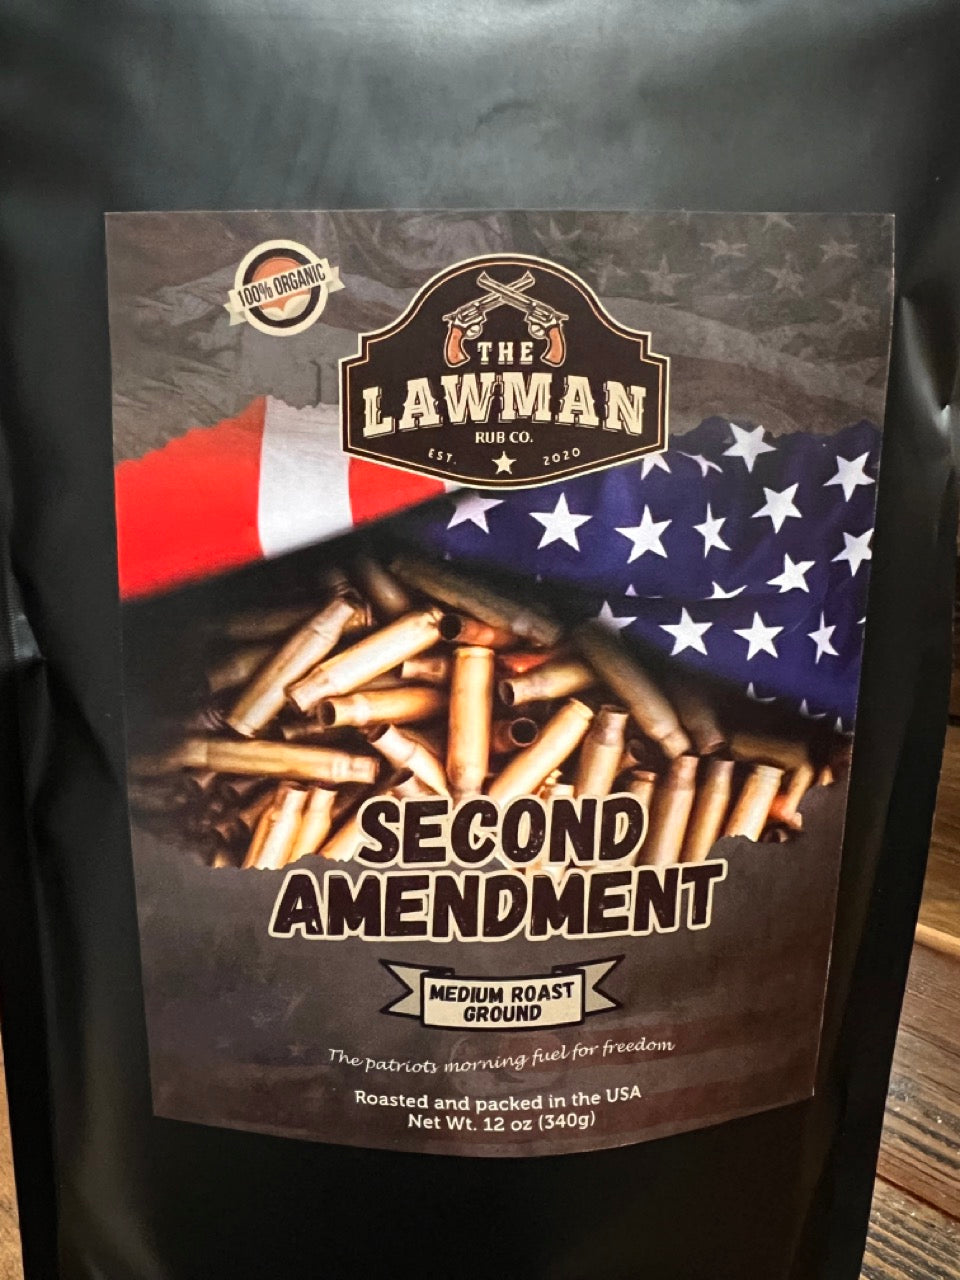 100% ORGANIC
THE
LAWMAN
RUB CO.
EST. 2020
SECOND
AMENDMENT
MEDIUM ROAST
GROUND
The patriots morning fuel for freedom
Roasted and packed in the USA
Net Wt. 12 oz (340g)